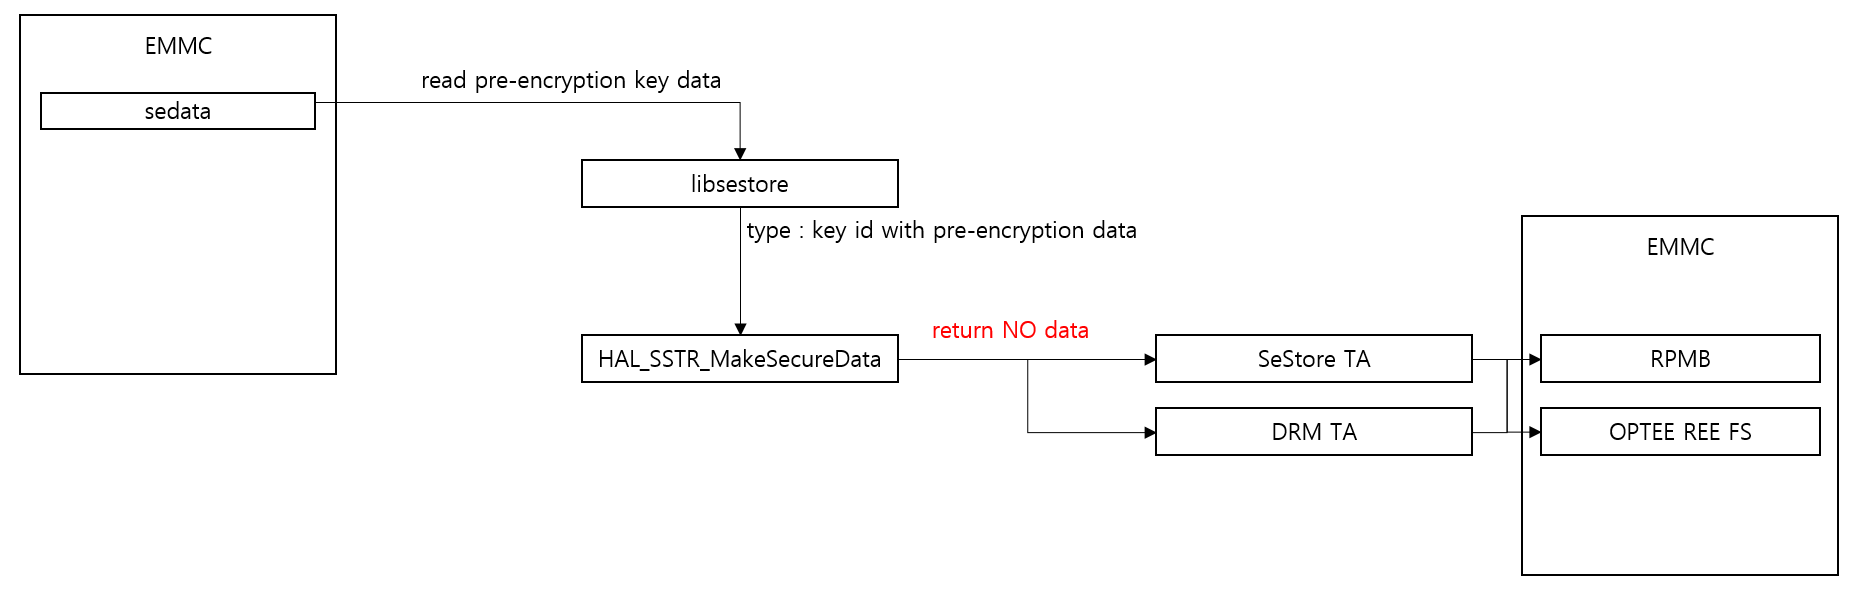 EMMC
sedata
read pre-encryption key data
libsestore
type : key id with pre-encryption data
HAL_SSTR_MakeSecureData
return NO data
SeStore TA
DRM TA
EMMC
RPMB
OPTEE REE FS